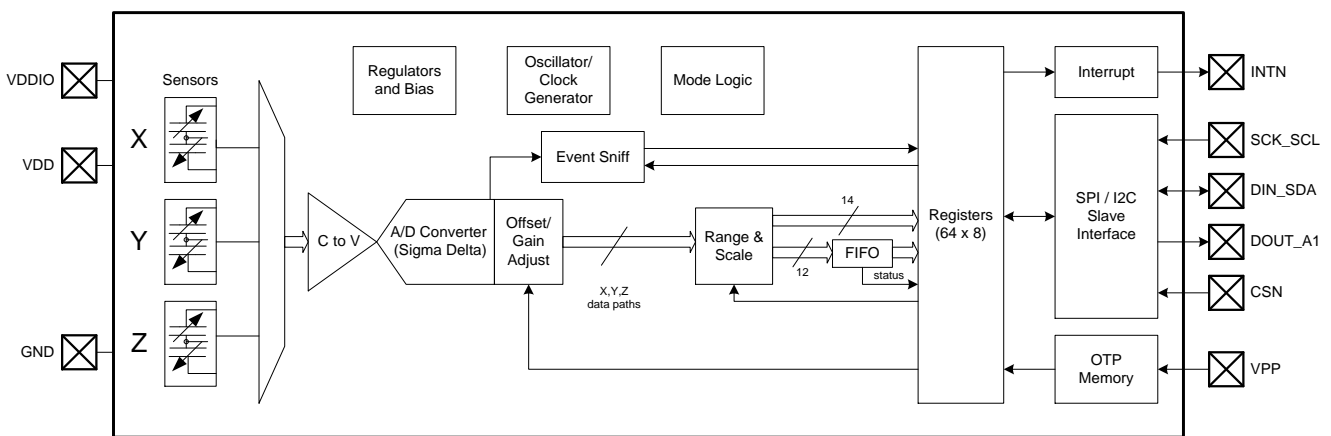 VDDIO
VDD
GND
Sensors
X
Y
Z
Regulators
and Bias
Oscillator/
Clock
Generator
Mode Logic
Event Sniff
C to V
A/D Converter
(Sigma Delta)
Offset/
Gain
Adjust
X,Y,Z
data paths
Range &
Scale
14
12
FIFO
status
Registers
(64 x 8)
Interrupt
SPI / I2C
Slave
Interface
OTP
Memory
INTN
SCK_SCL
DIN_SDA
DOUT_A1
CSN
VPP